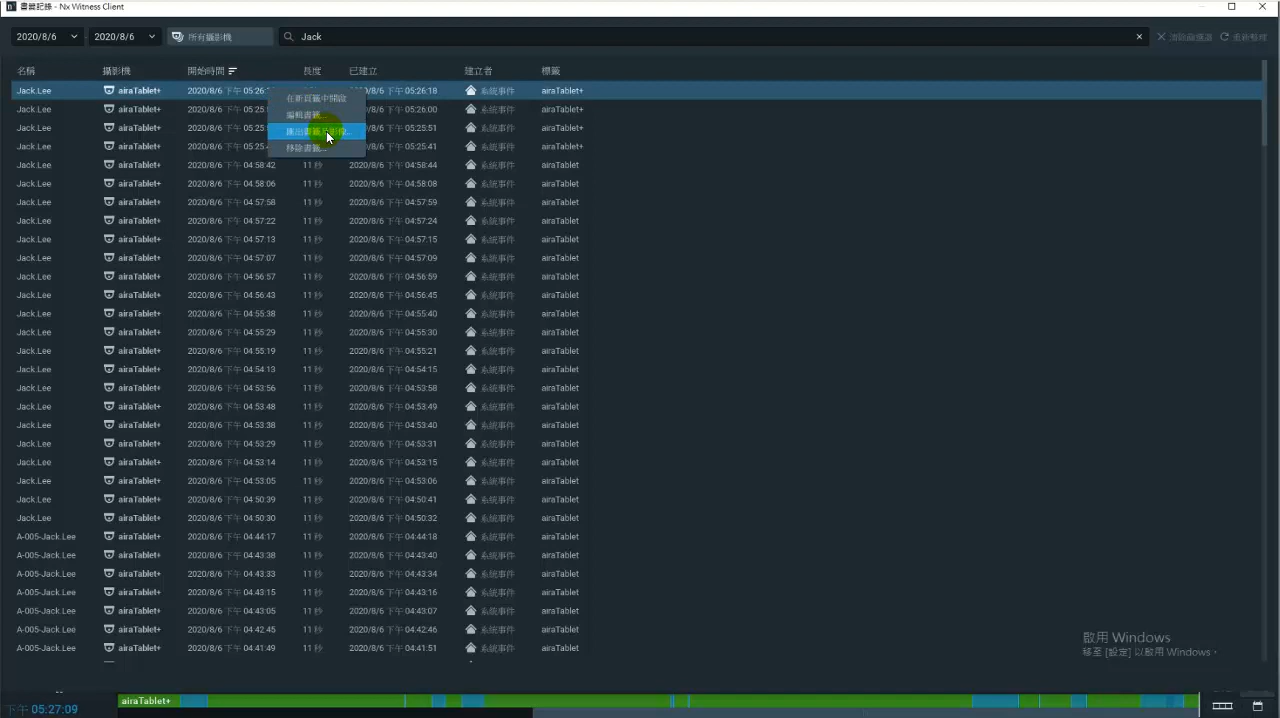 書籤記錄 - Nx Witness Client
2020/8/6 2020/8/6 所有攝影機 Jack 清除篩選器 重新整理
名稱 攝影機 開始時間 長度 已建立 建立者 標籤
Jack.Lee airaTablet+ 2020/8/6 下午 05:26: 05:26:18 系統事件 airaTablet+
在新頁籤中開啟
Jack.Lee airaTablet+ 2020/8/6 下午 05:25: 05:26:00 系統事件 airaTablet+
編輯書籤...
Jack.Lee airaTablet+ 2020/8/6 下午 05:25: 05:25:51 系統事件 airaTablet+
匯出書籤 影像...
Jack.Lee airaTablet+ 2020/8/6 下午 05:25: 05:25:41 系統事件 airaTablet+
移除書籤...
Jack.Lee airaTablet+ 2020/8/6 下午 04:58:42 11 秒 2020/8/6 下午 04:58:44 系統事件 airaTablet
Jack.Lee airaTablet+ 2020/8/6 下午 04:58:06 11 秒 2020/8/6 下午 04:58:08 系統事件 airaTablet
Jack.Lee airaTablet+ 2020/8/6 下午 04:57:58 11 秒 2020/8/6 下午 04:57:59 系統事件 airaTablet
Jack.Lee airaTablet+ 2020/8/6 下午 04:57:22 11 秒 2020/8/6 下午 04:57:24 系統事件 airaTablet
Jack.Lee airaTablet+ 2020/8/6 下午 04:57:13 11 秒 2020/8/6 下午 04:57:15 系統事件 airaTablet
Jack.Lee airaTablet+ 2020/8/6 下午 04:57:07 11 秒 2020/8/6 下午 04:57:09 系統事件 airaTablet
Jack.Lee airaTablet+ 2020/8/6 下午 04:56:57 11 秒 2020/8/6 下午 04:56:59 系統事件 airaTablet
Jack.Lee airaTablet+ 2020/8/6 下午 04:56:43 11 秒 2020/8/6 下午 04:56:45 系統事件 airaTablet
Jack.Lee airaTablet+ 2020/8/6 下午 04:55:38 11 秒 2020/8/6 下午 04:55:40 系統事件 airaTablet
Jack.Lee airaTablet+ 2020/8/6 下午 04:55:29 11 秒 2020/8/6 下午 04:55:30 系統事件 airaTablet
Jack.Lee airaTablet+ 2020/8/6 下午 04:55:19 11 秒 2020/8/6 下午 04:55:21 系統事件 airaTablet
Jack.Lee airaTablet+ 2020/8/6 下午 04:54:13 11 秒 2020/8/6 下午 04:54:15 系統事件 airaTablet
Jack.Lee airaTablet+ 2020/8/6 下午 04:53:56 11 秒 2020/8/6 下午 04:53:58 系統事件 airaTablet
Jack.Lee airaTablet+ 2020/8/6 下午 04:53:48 11 秒 2020/8/6 下午 04:53:49 系統事件 airaTablet
Jack.Lee airaTablet+ 2020/8/6 下午 04:53:38 11 秒 2020/8/6 下午 04:53:40 系統事件 airaTablet
Jack.Lee airaTablet+ 2020/8/6 下午 04:53:29 11 秒 2020/8/6 下午 04:53:31 系統事件 airaTablet
Jack.Lee airaTablet+ 2020/8/6 下午 04:53:14 11 秒 2020/8/6 下午 04:53:15 系統事件 airaTablet
Jack.Lee airaTablet+ 2020/8/6 下午 04:53:05 11 秒 2020/8/6 下午 04:53:06 系統事件 airaTablet
Jack.Lee airaTablet+ 2020/8/6 下午 04:50:39 11 秒 2020/8/6 下午 04:50:41 系統事件 airaTablet
Jack.Lee airaTablet+ 2020/8/6 下午 04:50:30 11 秒 2020/8/6 下午 04:50:32 系統事件 airaTablet
A-005-Jack.Lee airaTablet+ 2020/8/6 下午 04:44:17 11 秒 2020/8/6 下午 04:44:18 系統事件 airaTablet
A-005-Jack.Lee airaTablet+ 2020/8/6 下午 04:43:38 11 秒 2020/8/6 下午 04:43:40 系統事件 airaTablet
A-005-Jack.Lee airaTablet+ 2020/8/6 下午 04:43:33 11 秒 2020/8/6 下午 04:43:34 系統事件 airaTablet
A-005-Jack.Lee airaTablet+ 2020/8/6 下午 04:43:15 11 秒 2020/8/6 下午 04:43:16 系統事件 airaTablet
A-005-Jack.Lee airaTablet+ 2020/8/6 下午 04:43:05 11 秒 2020/8/6 下午 04:43:07 系統事件 airaTablet
A-005-Jack.Lee airaTablet+ 2020/8/6 下午 04:42:45 11 秒 2020/8/6 下午 04:42:46 系統事件 airaTablet
A-005-Jack.Lee airaTablet+ 2020/8/6 下午 04:41:49 11 秒 2020/8/6 下午 04:41:51 系統事件 airaTablet
啟用 Windows
移至 [設定] 以啟用 Windows。
airaTablet+
下午 05:27:09